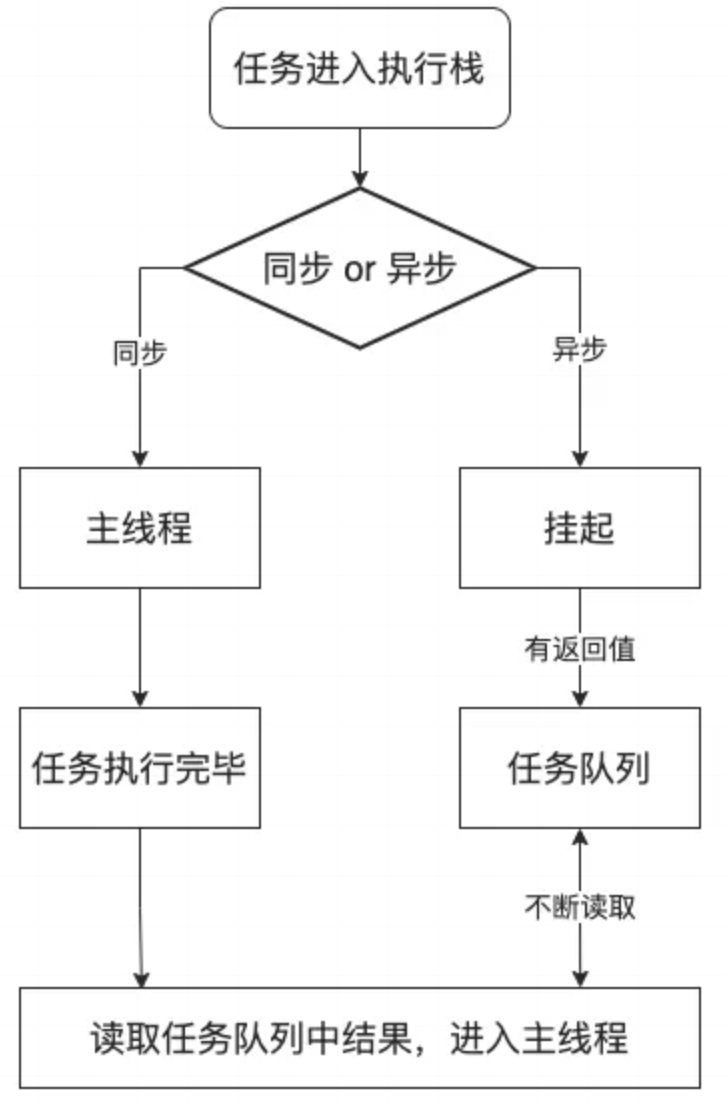 任务进入执行栈
同步 or 异步
同步
异步
主线程
挂起
有返回值
任务执行完毕
任务队列
不断读取
读取任务队列中结果，进入主线程